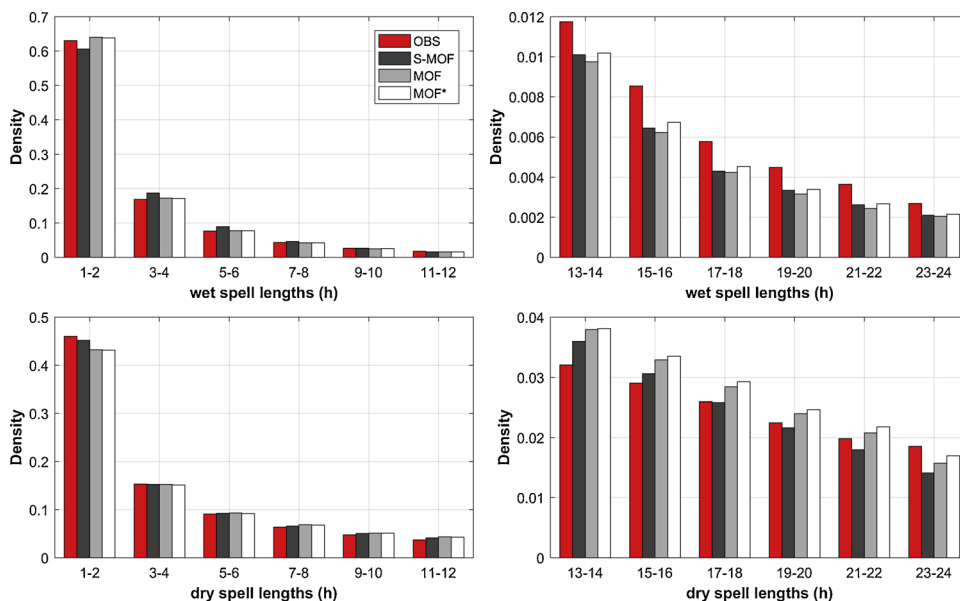 0.7
0.6
0.5
0.4
0.3
0.2
0.1
0
Density
OBS
S-MOF
MOF
MOF*
1-2 3-4 5-6 7-8 9-10 11-12
wet spell lengths (h)
0.012
0.01
0.008
0.006
0.004
0.002
0
Density
13-14 15-16 17-18 19-20 21-22 23-24
wet spell lengths (h)
0.5
0.4
0.3
0.2
0.1
0
Density
1-2 3-4 5-6 7-8 9-10 11-12
dry spell lengths (h)
0.04
0.03
0.02
0.01
0
Density
13-14 15-16 17-18 19-20 21-22 23-24
dry spell lengths (h)